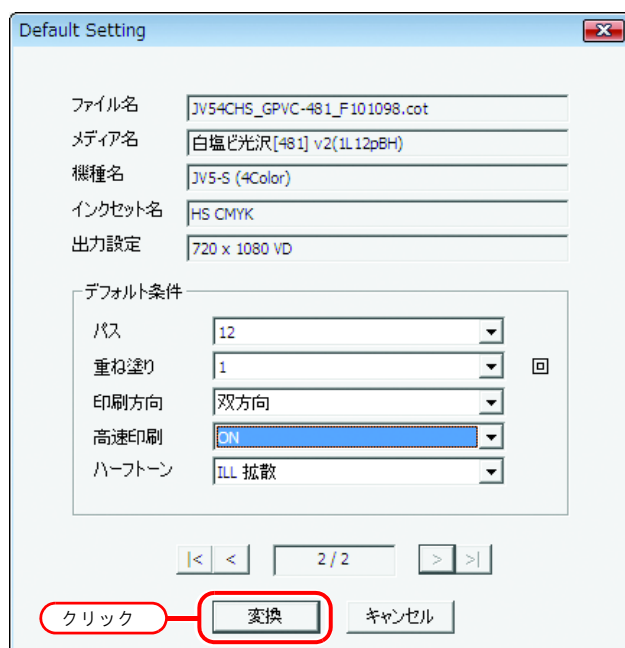 Default Setting
ファイル名 JV54CHS_GPVC-481_F101098.cot
メディア名 白塩ビ光沢[481] v2(1L12pBH)
機種名 JV5-S (4Color)
インクセット名 HS CMYK
出力設定 720 x 1080 VD
デフォルト条件
パス 12
重ね塗り 1 回
印刷方向 双方向
高速印刷 ON
ハーフトーン ILL 拡散
|< < 2 / 2 > >|
クリック 変換 キャンセル